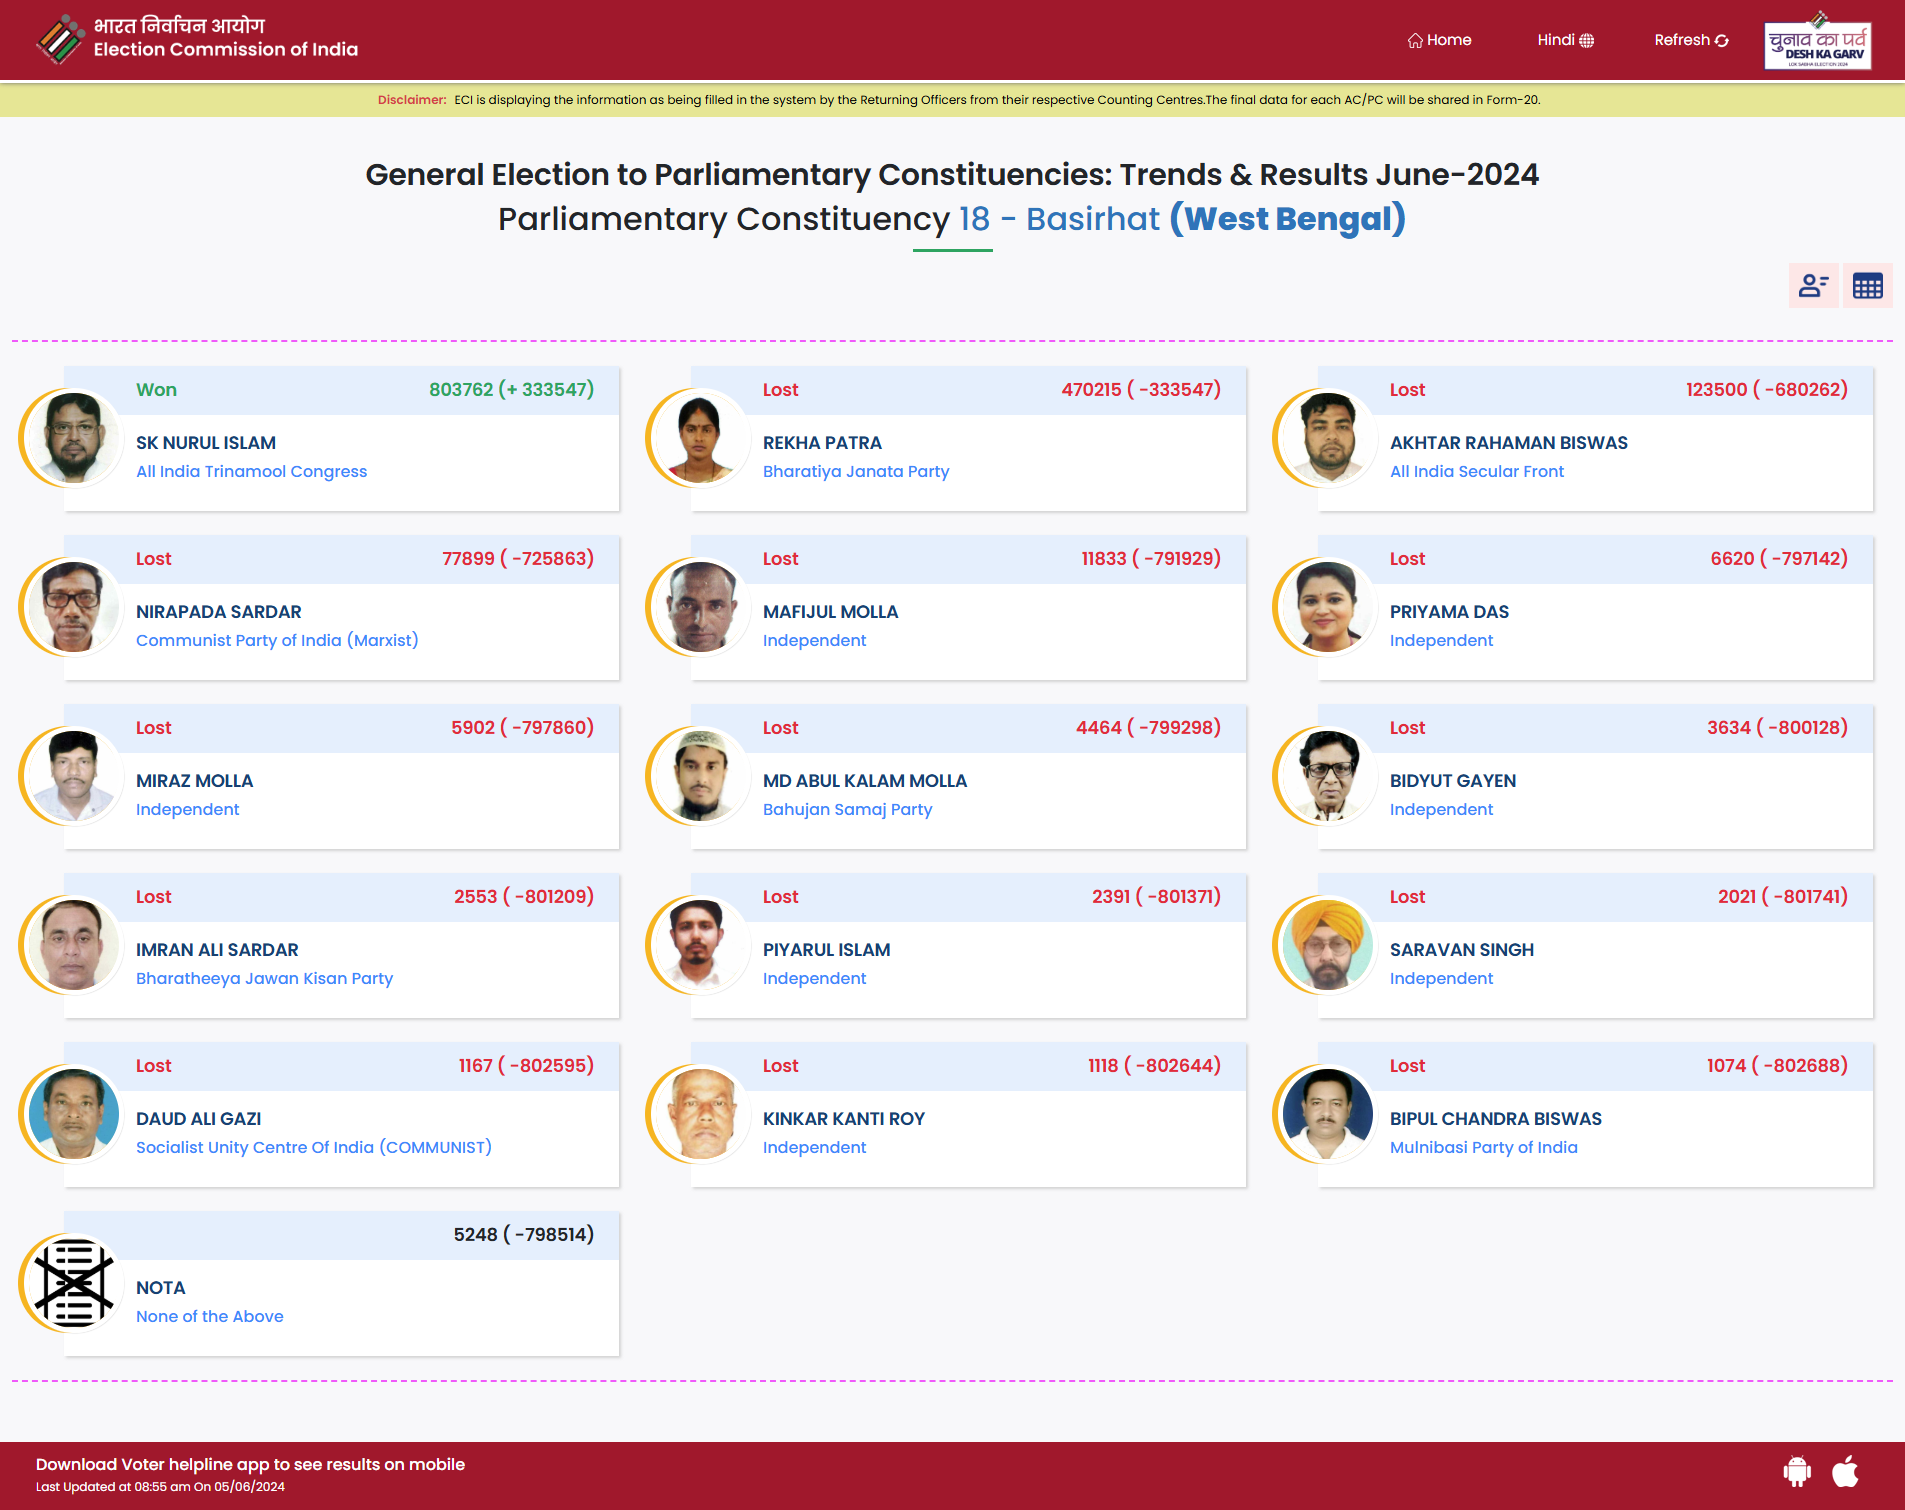 भारत निर्वाचन आयोग
Election Commission of India
Home
Hindi
Refresh
चुनाव का पर्व
DESH KA GARV
LOK SABHA ELECTION 2024
Disclaimer: ECI is displaying the information as being filled in the system by the Returning Officers from their respective Counting Centres.The final data for each AC/PC will be shared in Form-20.
General Election to Parliamentary Constituencies: Trends & Results June-2024
Parliamentary Constituency 18 - Basirhat (West Bengal)
Won 803762 (+ 333547)
SK NURUL ISLAM
All India Trinamool Congress
Lost 470215 ( -333547)
REKHA PATRA
Bharatiya Janata Party
Lost 123500 ( -680262)
AKHTAR RAHAMAN BISWAS
All India Secular Front
Lost 77899 ( -725863)
NIRAPADA SARDAR
Communist Party of India (Marxist)
Lost 11833 ( -791929)
MAFIJUL MOLLA
Independent
Lost 6620 ( -797142)
PRIYAMA DAS
Independent
Lost 5902 ( -797860)
MIRAZ MOLLA
Independent
Lost 4464 ( -799298)
MD ABUL KALAM MOLLA
Bahujan Samaj Party
Lost 3634 ( -800128)
BIDYUT GAYEN
Independent
Lost 2553 ( -801209)
IMRAN ALI SARDAR
Bharatheeya Jawan Kisan Party
Lost 2391 ( -801371)
PIYARUL ISLAM
Independent
Lost 2021 ( -801741)
SARAVAN SINGH
Independent
Lost 1167 ( -802595)
DAUD ALI GAZI
Socialist Unity Centre Of India (COMMUNIST)
Lost 1118 ( -802644)
KINKAR KANTI ROY
Independent
Lost 1074 ( -802688)
BIPUL CHANDRA BISWAS
Mulnibasi Party of India
5248 ( -798514)
NOTA
None of the Above
Download Voter helpline app to see results on mobile
Last Updated at 08:55 am On 05/06/2024